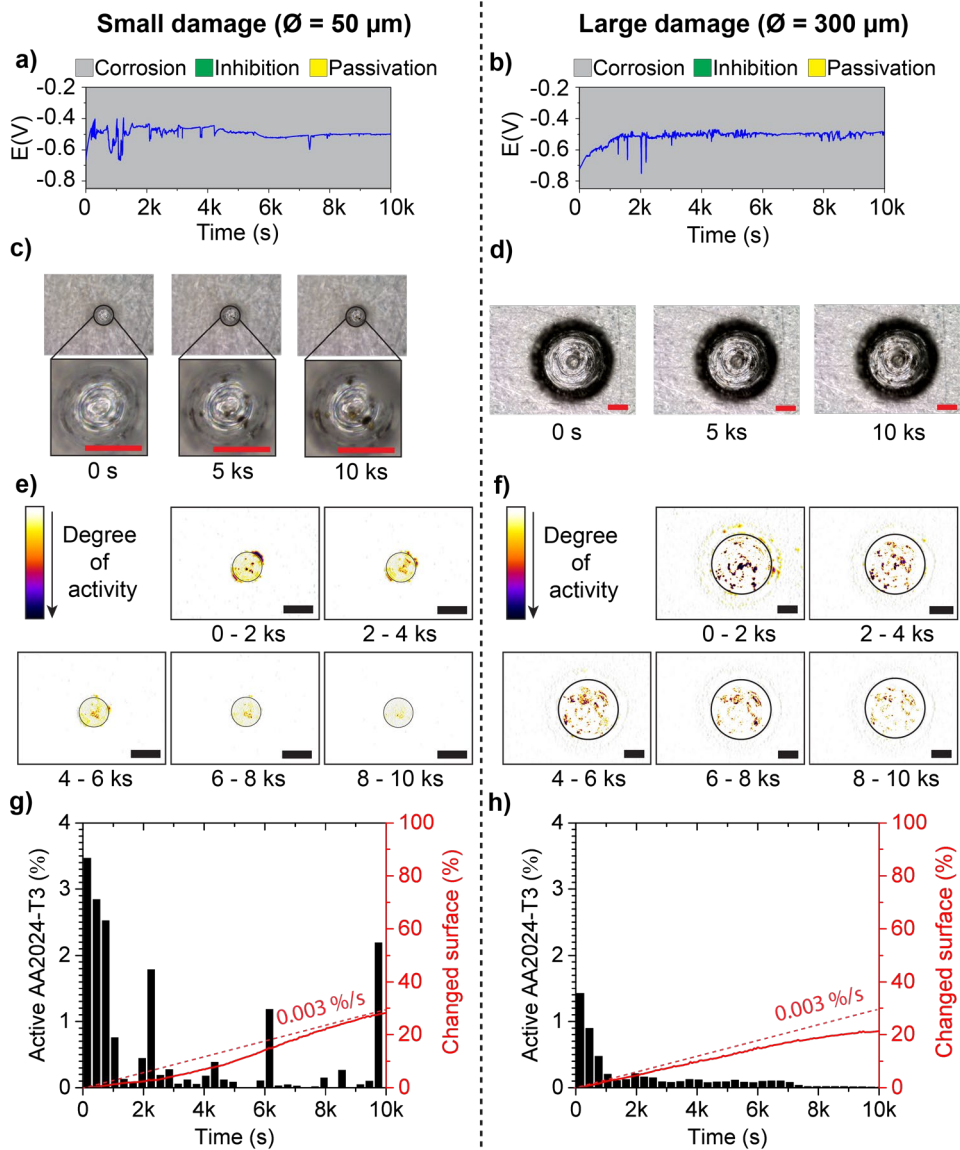 Small damage (Ø = 50 µm)
Large damage (Ø = 300 µm)
a)
Corrosion Inhibition Passivation
-0.2
-0.4
-0.6
-0.8
E(V)
0 2k 4k 6k 8k 10k
Time (s)
b)
Corrosion Inhibition Passivation
-0.2
-0.4
-0.6
-0.8
E(V)
0 2k 4k 6k 8k 10k
Time (s)
c)
0 s 5 ks 10 ks
d)
0 s 5 ks 10 ks
e)
Degree
of
activity
0 - 2 ks 2 - 4 ks
4 - 6 ks 6 - 8 ks 8 - 10 ks
f)
Degree
of
activity
0 - 2 ks 2 - 4 ks
4 - 6 ks 6 - 8 ks 8 - 10 ks
g)
4
3
2
1
0
Active AA2024-T3 (%)
100
80
60
40
20
0
Changed surface (%)
0.003 %/s
0 2k 4k 6k 8k 10k
Time (s)
h)
4
3
2
1
0
Active AA2024-T3 (%)
100
80
60
40
20
0
Changed surface (%)
0.003 %/s
0 2k 4k 6k 8k 10k
Time (s)